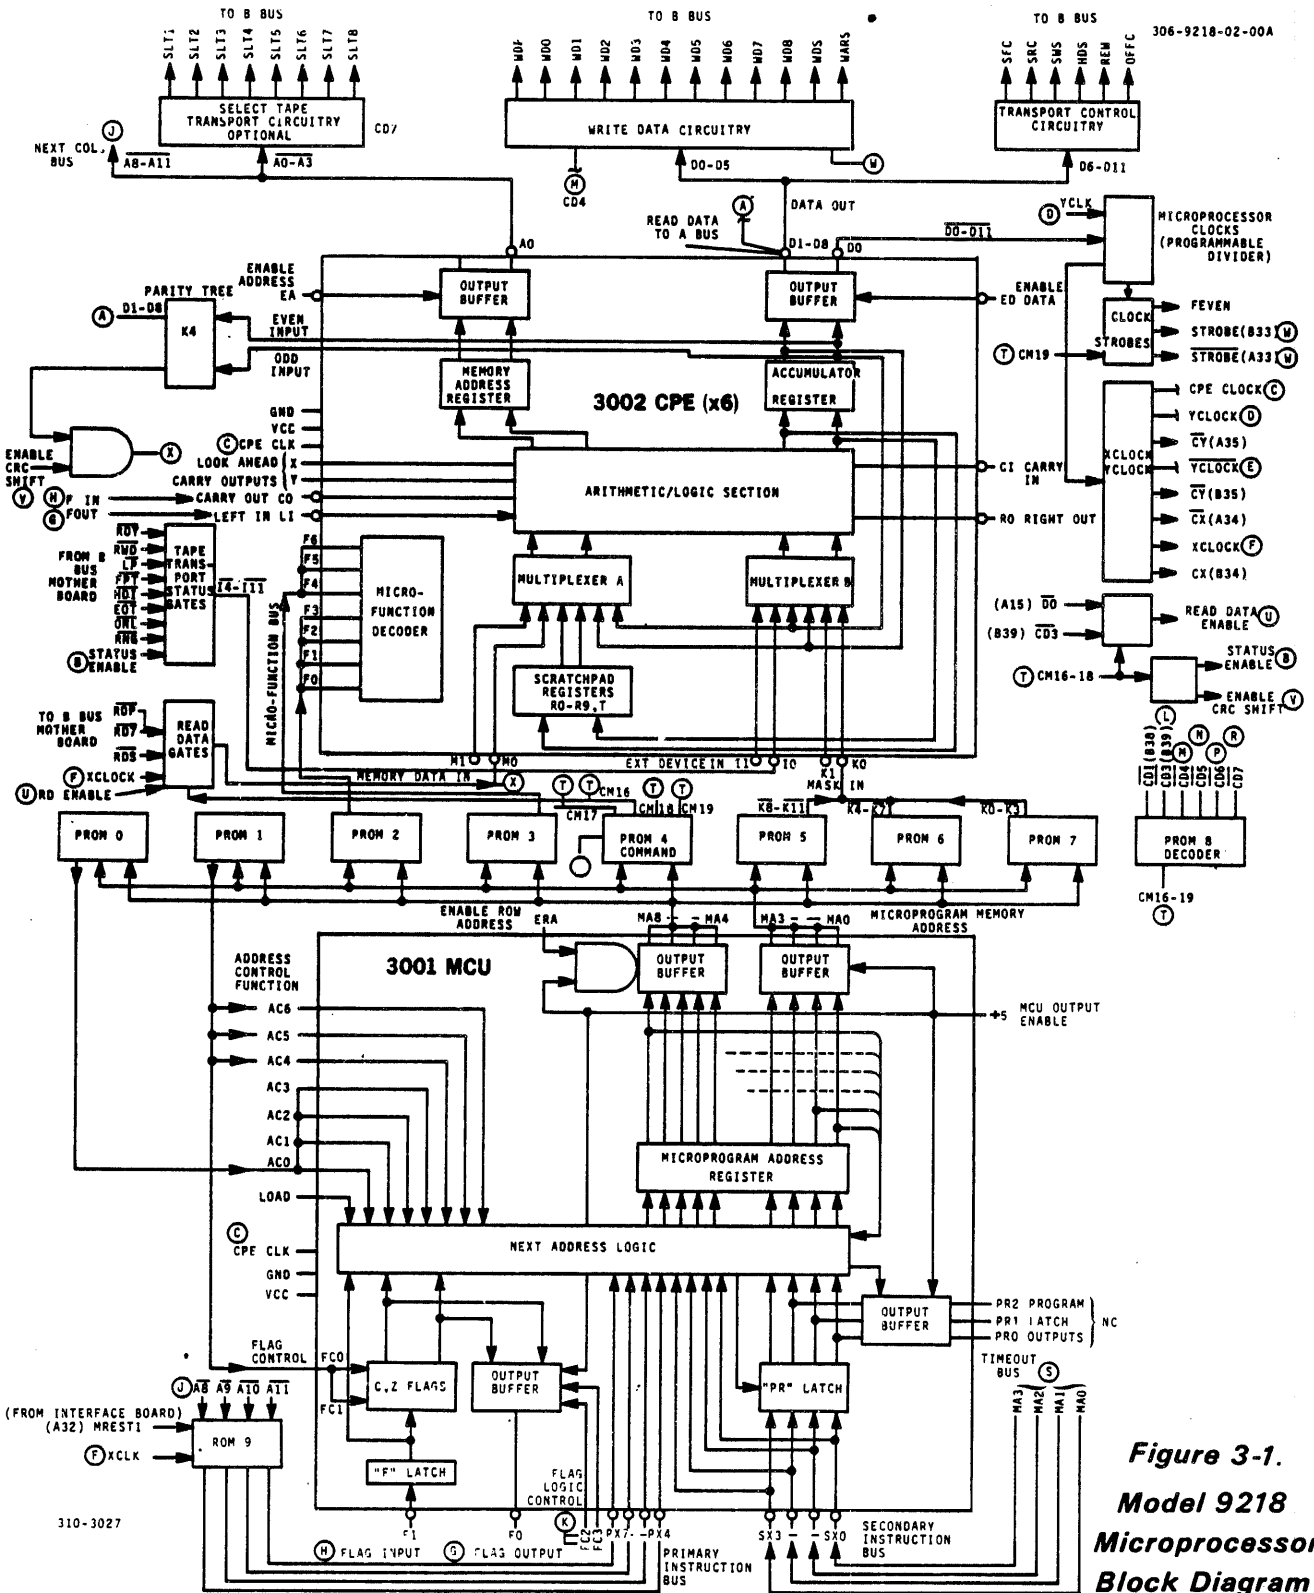 TO B BUS
TO B BUS
TO B BUS
306-9218-02-00A
SLT1 SLT2 SLT3 SLT4 SLT5 SLT6 SLT7 SLT8
WDP WD0 WD1 WD2 WD3 WD4 WD5 WD6 WD7 WD8 WDS WARS
SFC SRC SWS HDS REW OFFC
SELECT TAPE
TRANSPORT CIRCUITRY
OPTIONAL
CD7
WRITE DATA CIRCUITRY
TRANSPORT CONTROL
CIRCUITRY
J
NEXT COL.
BUS
A8-A11
A0-A3
M
CD4
D0-D5
W
D6-D11
READ DATA
TO A BUS
A
DATA OUT
D0-D11
D YCLK
MICROPROCESSOR
CLOCKS
(PROGRAMMABLE
DIVIDER)
A0
D1-D8 D0
ENABLE
ADDRESS
EA
OUTPUT
BUFFER
OUTPUT
BUFFER
ENABLE
ED DATA
PARITY TREE
A D1-D8
K4
EVEN
INPUT
ODD
INPUT
CLOCK
STROBES
FEVEN
STROBE(B33) W
STROBE(A33) W
T CM19
MEMORY
ADDRESS
REGISTER
3002 CPE (x6)
ACCUMULATOR
REGISTER
GND
VCC
C CPE CLK
LOOK AHEAD X
CARRY OUTPUTS Y
CARRY OUT CO
LEFT IN LI
ENABLE
CRC
SHIFT
V
X
H F IN
G FOUT
ARITHMETIC/LOGIC SECTION
CI CARRY
IN
RO RIGHT OUT
XCLOCK
YCLOCK
CPE CLOCK C
YCLOCK D
CY(A35)
YCLOCK E
CY(B35)
CX(A34)
XCLOCK F
CX(B34)
FROM B
BUS
MOTHER
BOARD
RDY
RWD
LP
FPT
HDI
EOT
ONL
RNG
B STATUS
ENABLE
TAPE
TRANS-
PORT
STATUS
GATES
I4-I11
F6
F5
F4
F3
F2
F1
F0
MICRO-
FUNCTION
DECODER
MICRO-FUNCTION BUS
MULTIPLEXER A
MULTIPLEXER B
SCRATCHPAD
REGISTERS
R0-R9,T
(A15) D0
(B39) CD3
READ DATA
ENABLE U
T CM16-18
STATUS
ENABLE B
ENABLE
CRC SHIFT V
TO B BUS
MOTHER
BOARD
RDP
RD7
RDS
F XCLOCK
U RD ENABLE
READ
DATA
GATES
M1 M0
MEMORY DATA IN
X
EXT DEVICE IN I1 I0
K1 K0
MASK IN
L N R
M P
CD1(B38) CD3(B39) CD4 CD5 CD6 CD7
T T CM16
CM17
T T
CM18 CM19
K8-K11
K4-K7
K0-K3
PROM 0
PROM 1
PROM 2
PROM 3
PROM 4
COMMAND
PROM 5
PROM 6
PROM 7
PROM 8
DECODER
CM16-19
T
ENABLE ROW
ADDRESS
ERA
MA8 MA4
MA3 MA0
MICROPROGRAM MEMORY
ADDRESS
3001 MCU
OUTPUT
BUFFER
OUTPUT
BUFFER
ADDRESS
CONTROL
FUNCTION
AC6
AC5
AC4
AC3
AC2
AC1
AC0
LOAD
+5 MCU OUTPUT
ENABLE
MICROPROGRAM ADDRESS
REGISTER
C
CPE CLK
GND
VCC
NEXT ADDRESS LOGIC
OUTPUT
BUFFER
PR2 PROGRAM
PR1 LATCH
PR0 OUTPUTS
NC
FLAG
CONTROL
FC0
FC1
C,Z FLAGS
OUTPUT
BUFFER
"PR" LATCH
TIMEOUT
BUS
S
MA3 MA2 MA1 MA0
J A8 A9 A10 A11
(FROM INTERFACE BOARD)
(A32) MREST1
F XCLK
ROM 9
"F" LATCH
FLAG
LOGIC
CONTROL
K
FC2 FC3
310-3027
F1
H FLAG INPUT
F0
G FLAG OUTPUT
PX7 - - PX4
PRIMARY
INSTRUCTION
BUS
SX3 - - SX0
SECONDARY
INSTRUCTION
BUS
Figure 3-1.
Model 9218
Microprocessor
Block Diagram